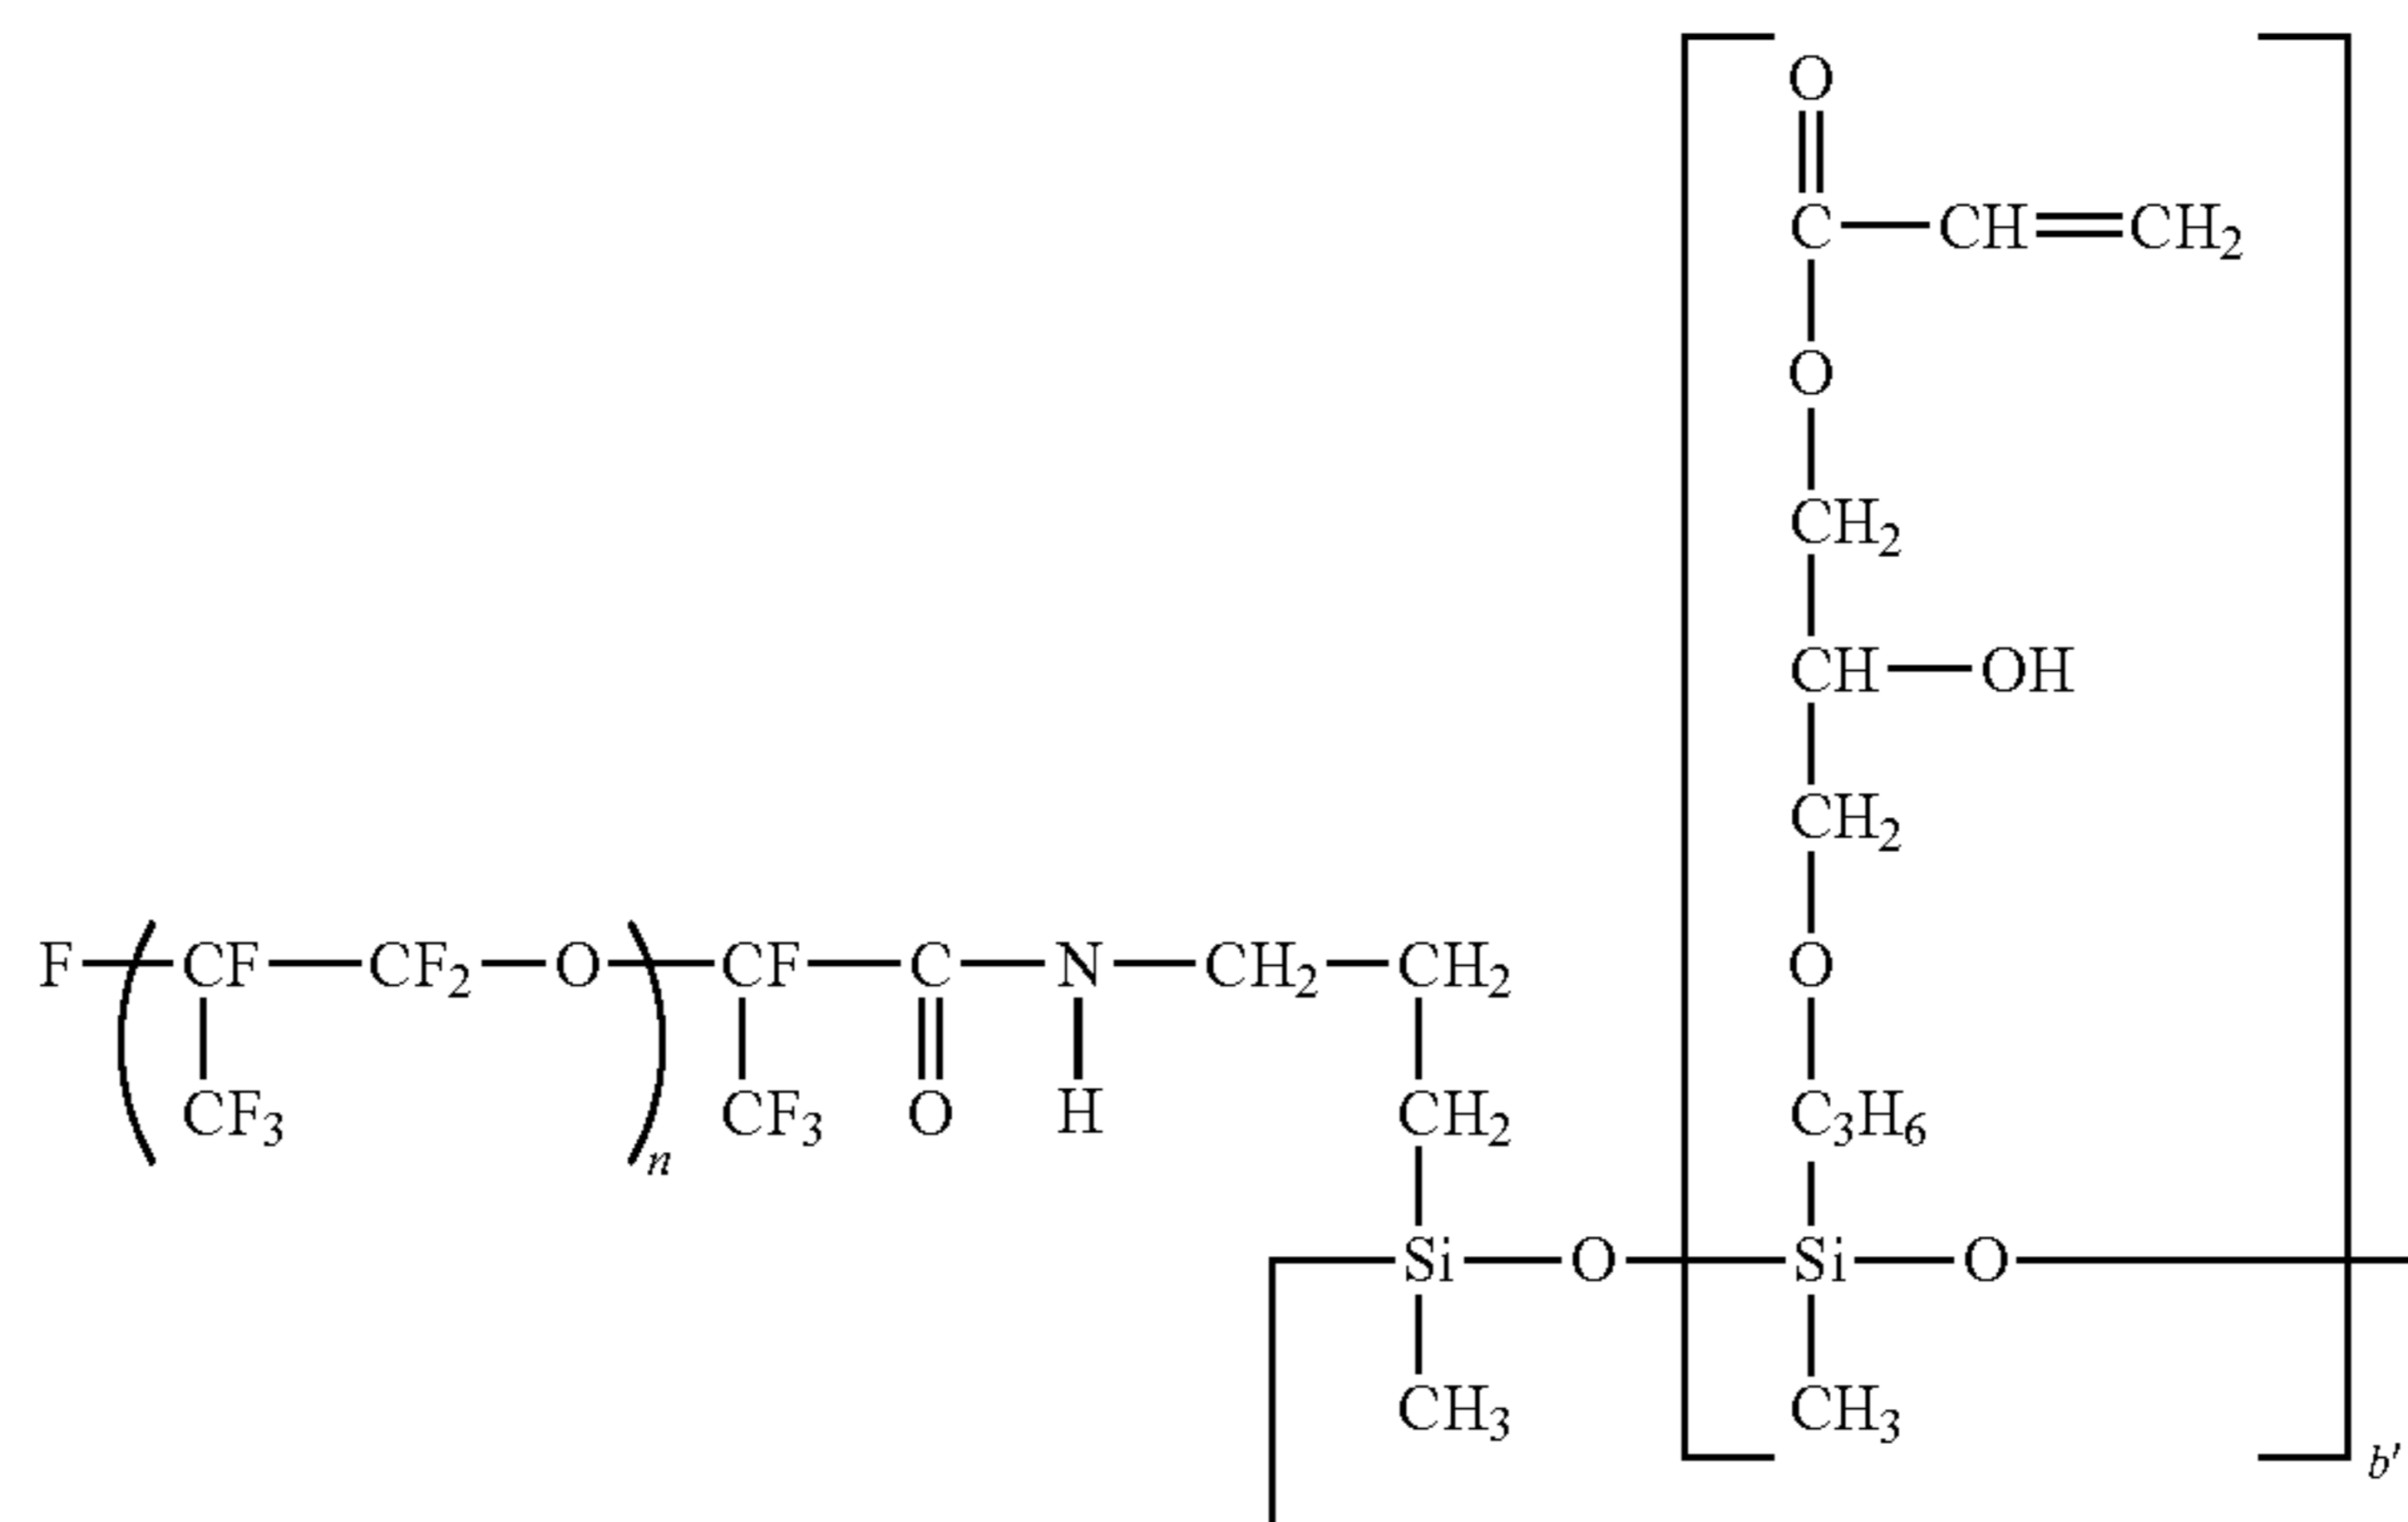 O
C CH CH2
O
CH2
CH OH
CH2
F CF CF2 O CF C N CH2 CH2 O
CF3 n CF3 O H CH2 C3H6
Si O Si O
CH3 CH3
b'